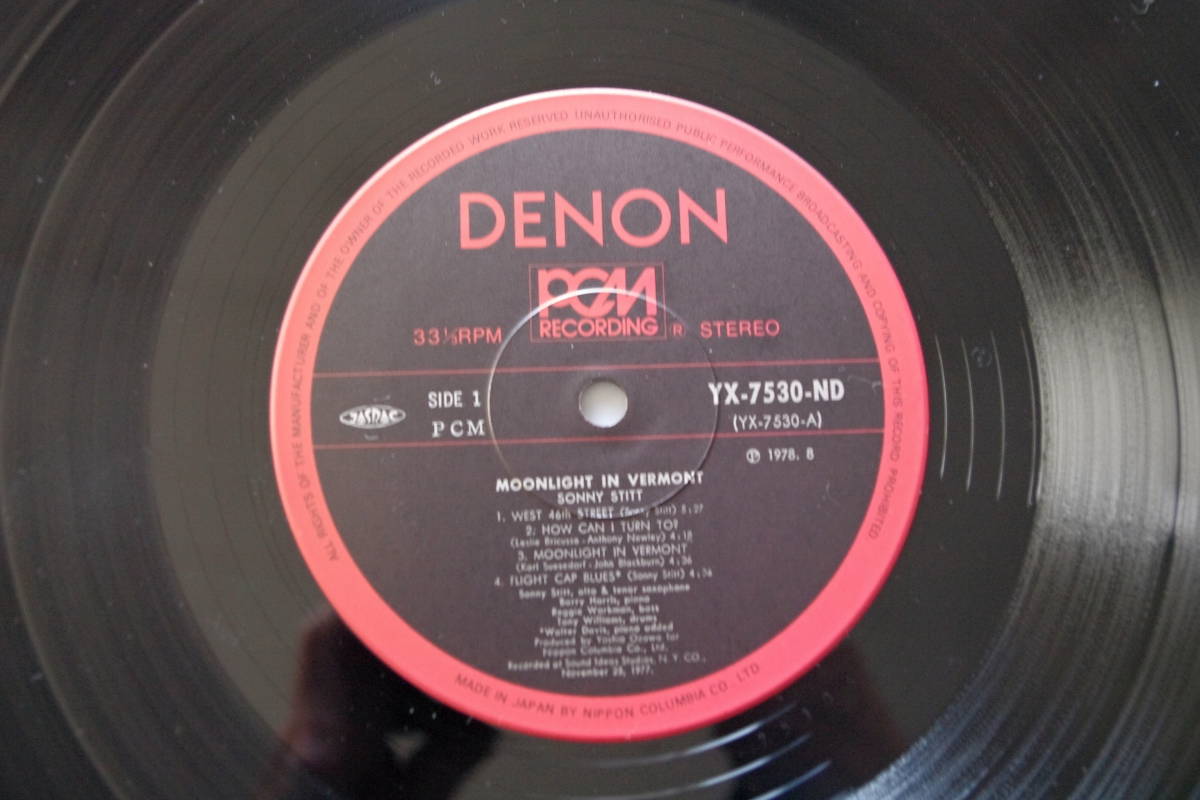 ALL RIGHTS OF THE MANUFACTURER AND OF THE OWNER OF THE RECORDED WORK RESERVED UNAUTHORISED PUBLIC PERFORMANCE BROADCASTING AND COPYING OF THIS RECORD PROHIBITED
DENON
PCM
RECORDING
33⅓RPM
(R) STEREO
JASRAC
SIDE 1
PCM
YX-7530-ND
(YX-7530-A)
Ⓟ 1978. 8
MOONLIGHT IN VERMONT
SONNY STITT
1. WEST 46th STREET (Sonny Stitt) 5:27
2. HOW CAN I TURN TO?
(Leslie Bricusse-Anthony Newley) 4:18
3. MOONLIGHT IN VERMONT
(Karl Suessdorf-John Blackburn) 4:36
4. FLIGHT CAP BLUES* (Sonny Stitt)
Sonny Stitt, alto & tenor saxophone
Barry Harris, piano
Reggie Workman, bass
Tony Williams, drums
*Walter Davis, piano added
Produced by Yoshio Ozawa for
Nippon Columbia Co., Ltd.
Recorded at Sound Ideas Studios, N.Y. CO.,
November 28, 1977.
MADE IN JAPAN BY NIPPON COLUMBIA CO., LTD